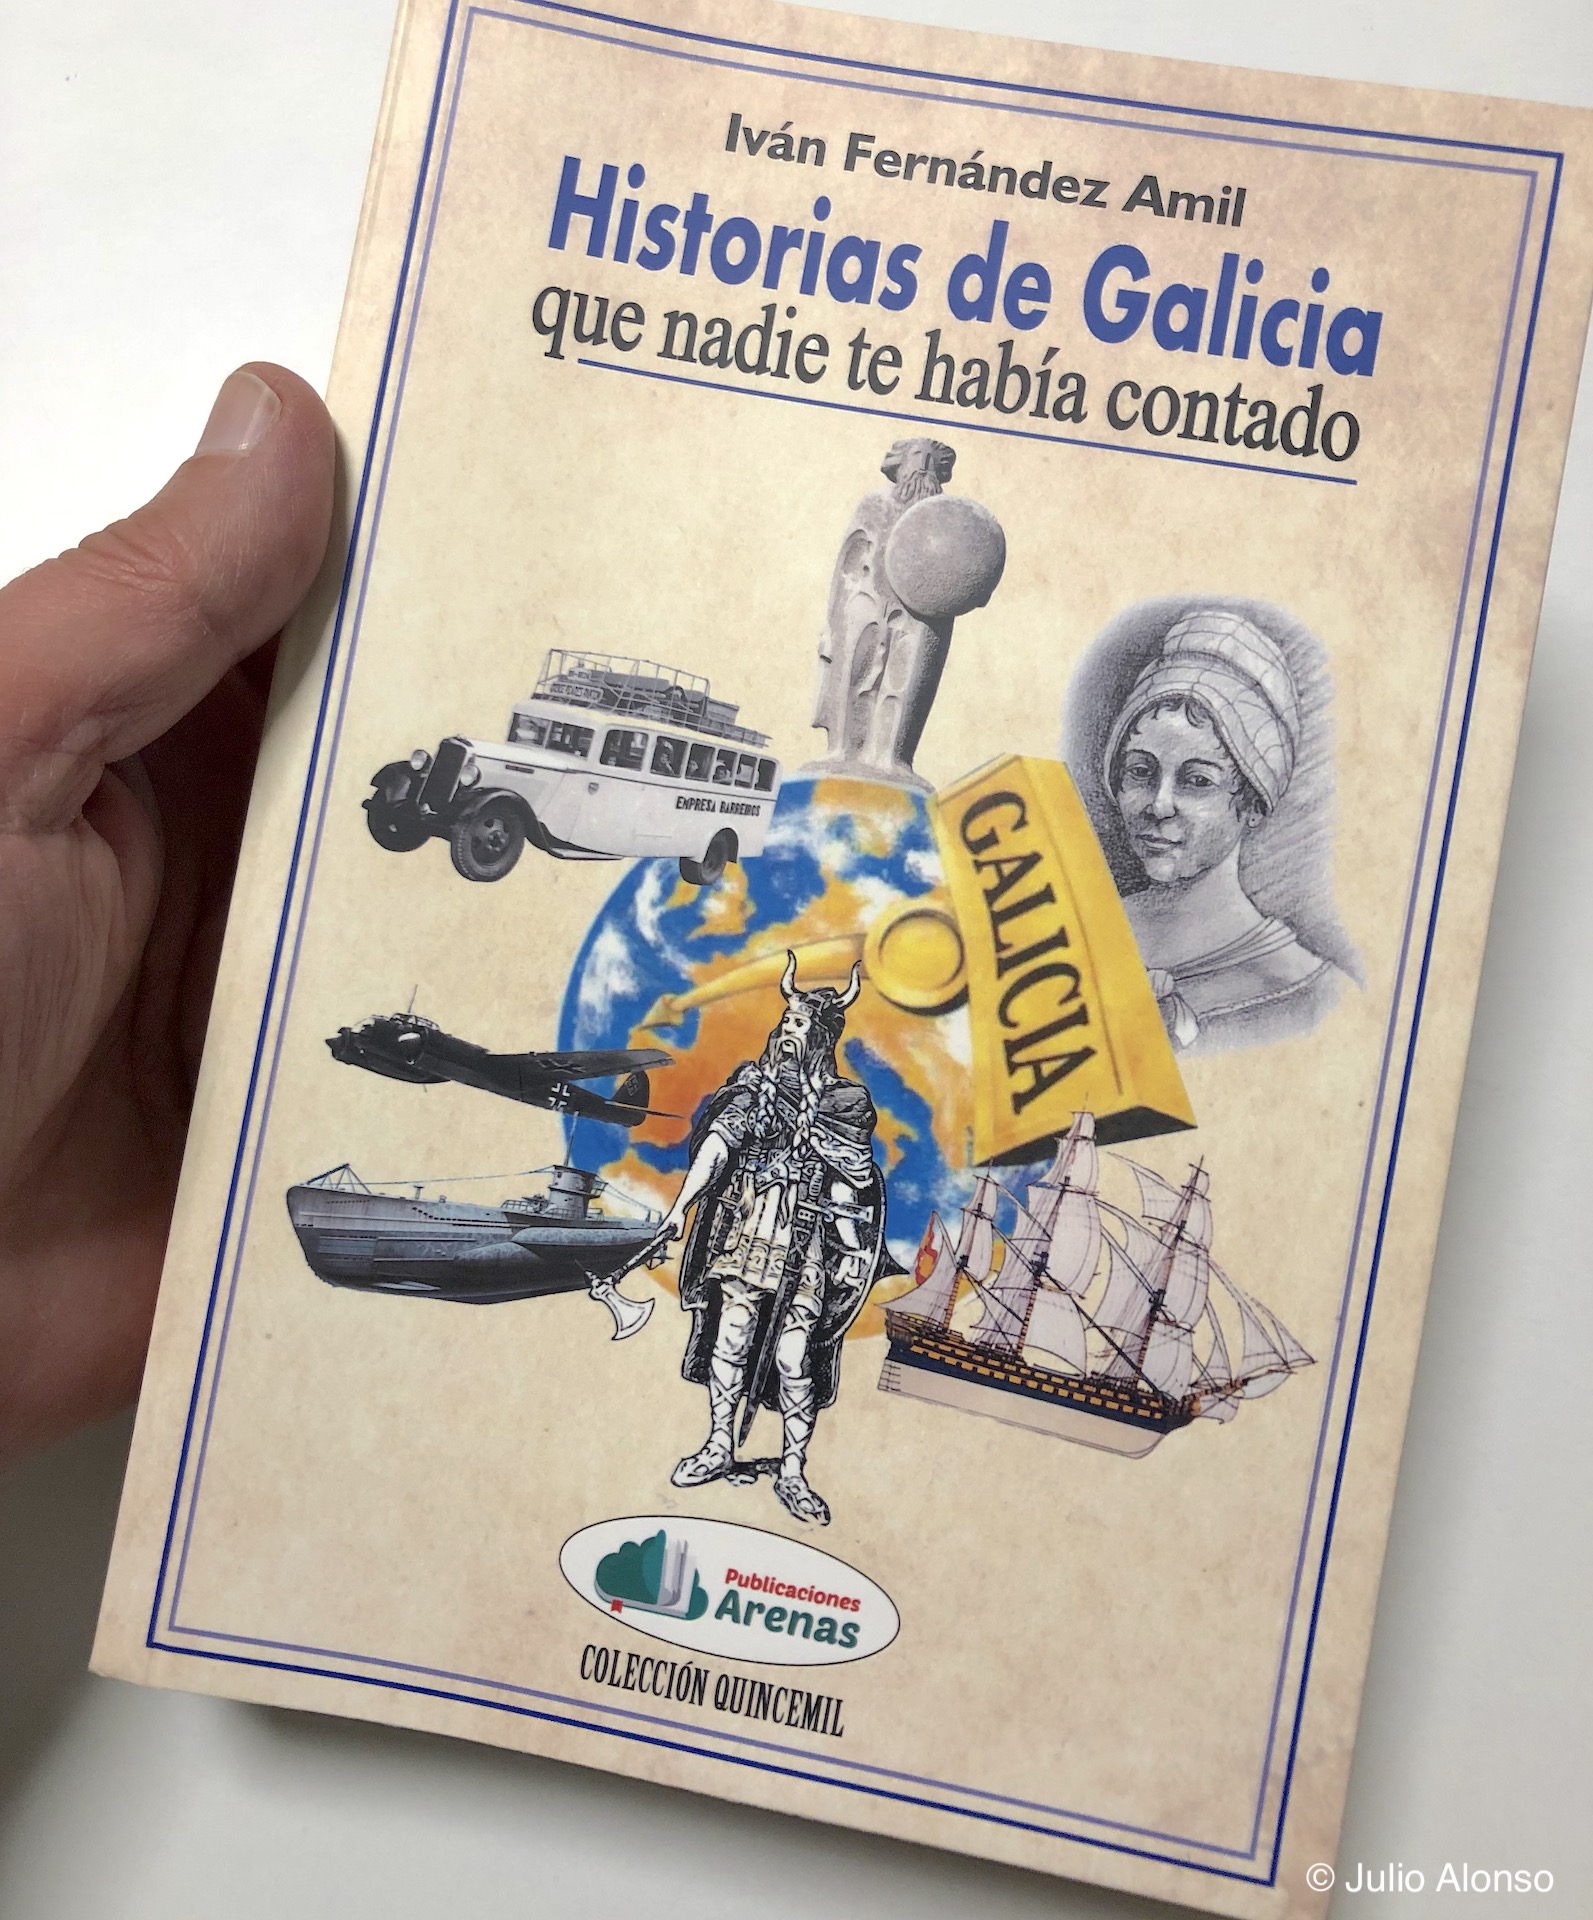 Iván Fernández Amil
Historias de Galicia
que nadie te había contado
EMPRESA BARREIROS
GALICIA
Publicaciones
Arenas
COLECCIÓN QUINCEMIL
© Julio Alonso